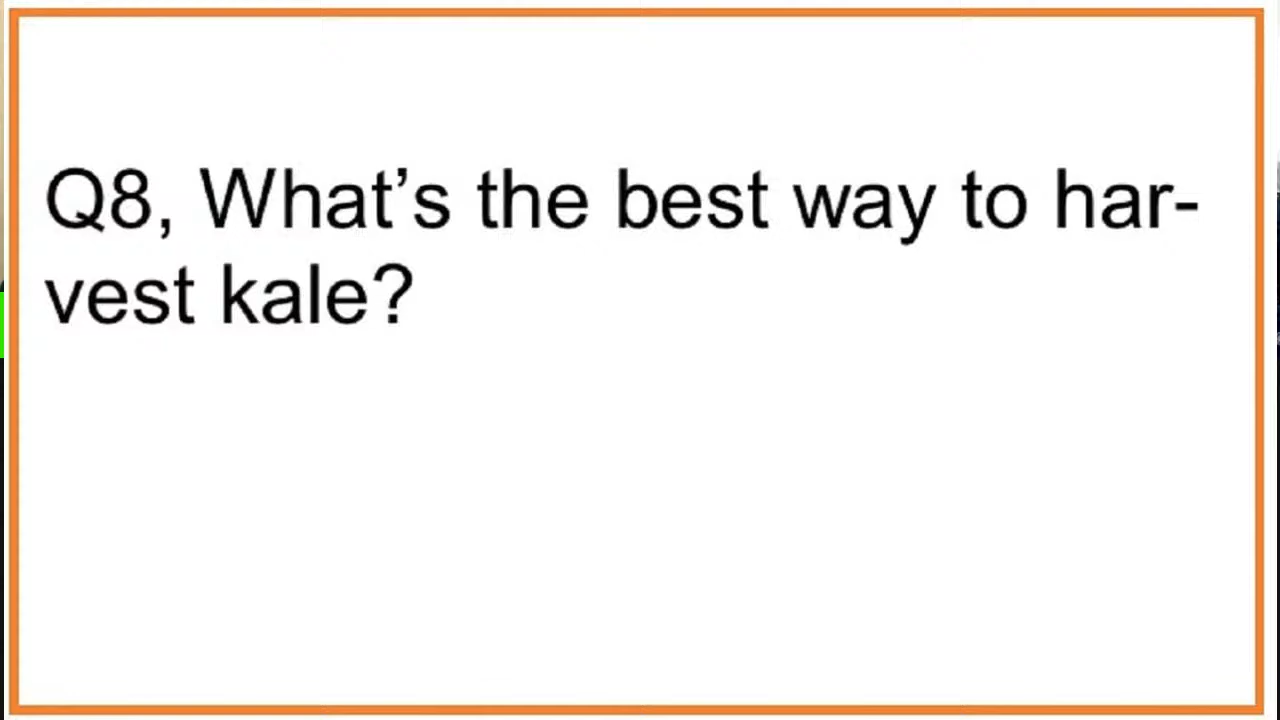 Q8, What’s the best way to har-
vest kale?